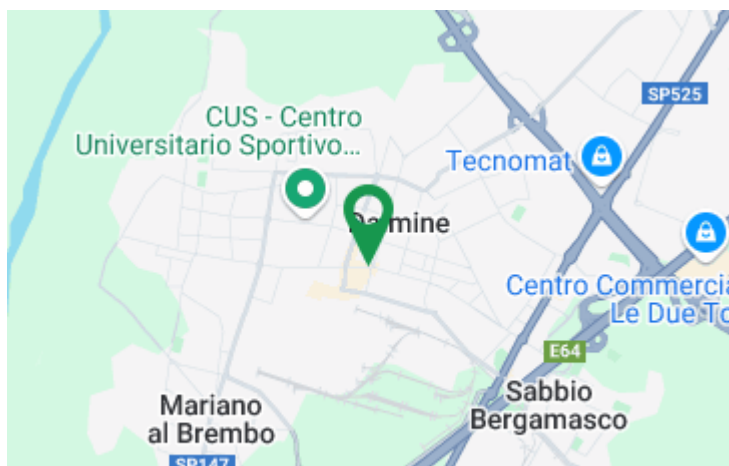 SP525
CUS - Centro
Universitario Sportivo...
Tecnomat
Dalmine
Centro Commercia
Le Due To
E64
Sabbio
Bergamasco
Mariano
al Brembo
SP147